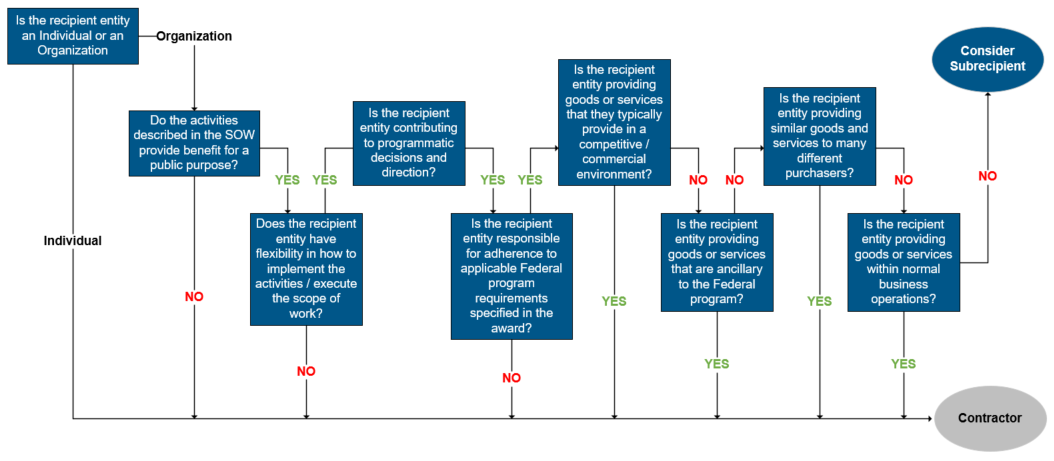 Is the recipient entity
an Individual or an
Organization
Organization
Individual
Do the activities
described in the SOW
provide benefit for a
public purpose?
YES
NO
Does the recipient
entity have
flexibility in how to
implement the
activities / execute
the scope of
work?
YES
NO
Is the recipient
entity contributing
to programmatic
decisions and
direction?
YES
Is the recipient
entity responsible
for adherence to
applicable Federal
program
requirements
specified in the
award?
YES
NO
Is the recipient
entity providing
goods or services
that they typically
provide in a
competitive /
commercial
environment?
NO
YES
Is the recipient
entity providing
goods or services
that are ancillary
to the Federal
program?
NO
YES
Is the recipient
entity providing
similar goods and
services to many
different
purchasers?
NO
YES
Is the recipient
entity providing
goods or services
within normal
business
operations?
NO
YES
Consider
Subrecipient
Contractor